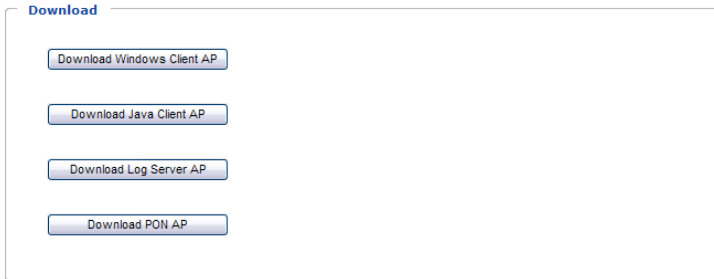 Download
Download Windows Client AP
Download Java Client AP
Download Log Server AP
Download PON AP